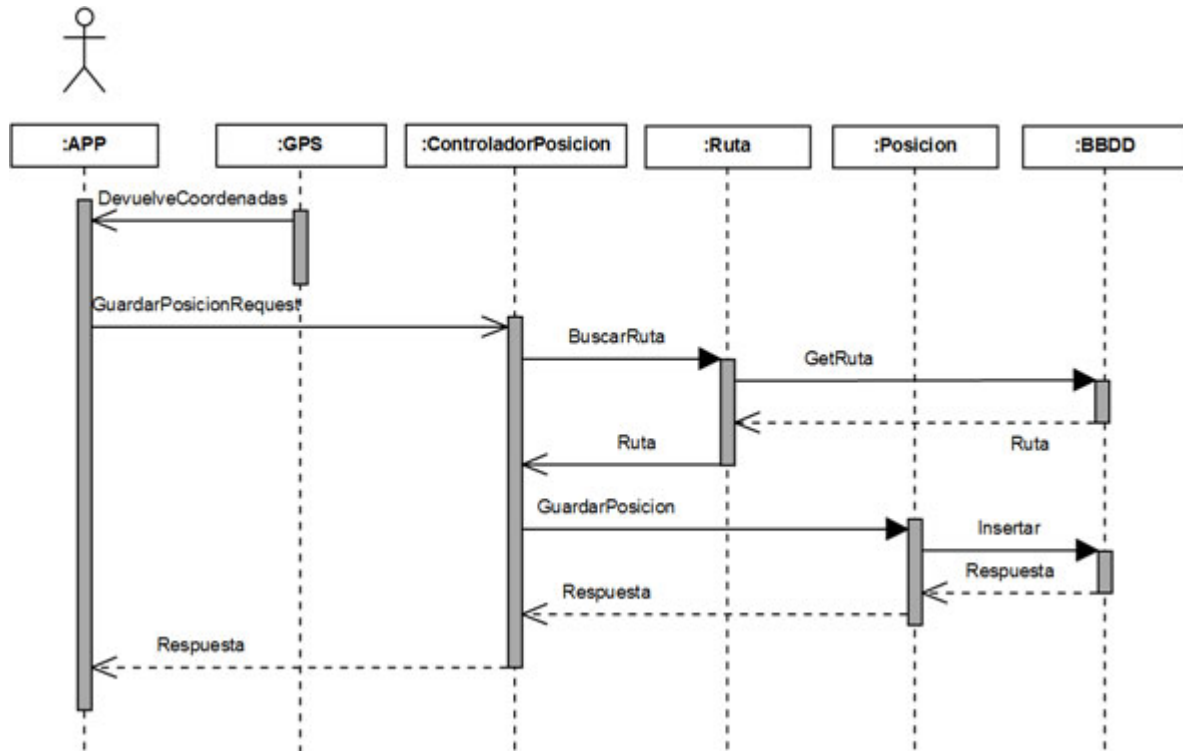 :APP
:GPS
:ControladorPosicion
:Ruta
:Posicion
:BBDD
DevuelveCoordenadas
GuardarPosicionRequest
BuscarRuta
GetRuta
Ruta
Ruta
GuardarPosicion
Insertar
Respuesta
Respuesta
Respuesta